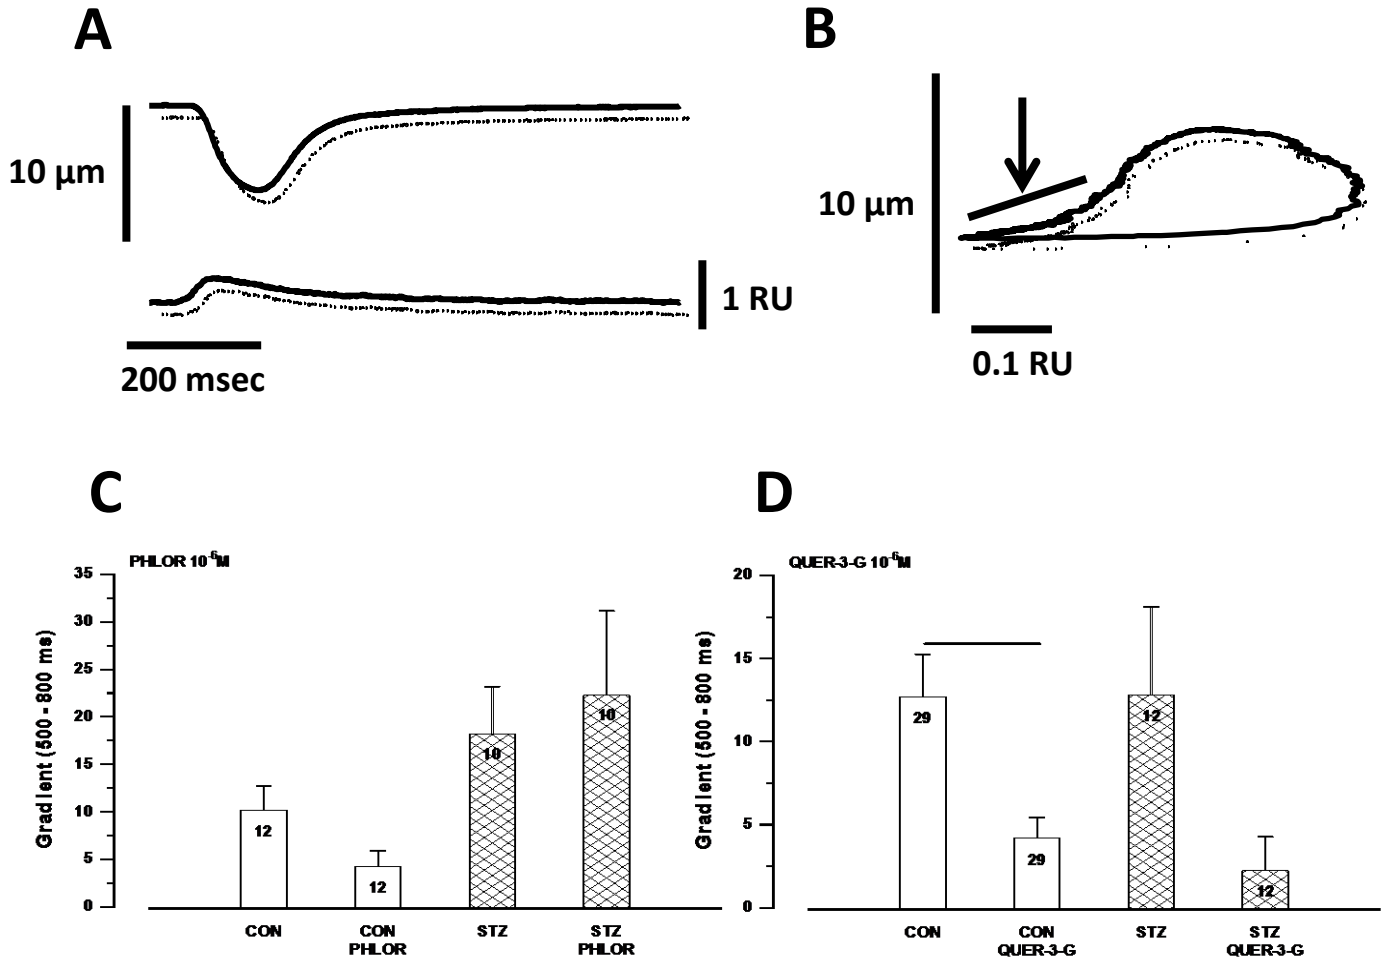 A
B
10 µm
1 RU
200 msec
10 µm
0.1 RU
C
D
PHLOR 10⁻⁶M
35
30
25
20
15
10
5
0
Gradient (500 - 800 ms)
12
12
10
10
CON
CON
PHLOR
STZ
STZ
PHLOR
QUER-3-G 10⁻⁶M
20
15
10
5
0
Gradient (500 - 800 ms)
29
29
12
12
CON
CON
QUER-3-G
STZ
STZ
QUER-3-G